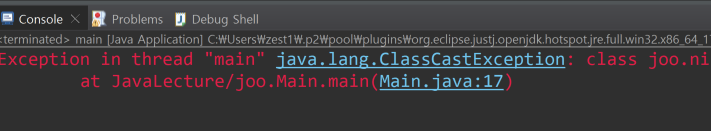 Console Problems Debug Shell
<terminated> main [Java Application] C:₩Users₩zest1₩.p2₩pool₩plugins₩org.eclipse.justj.openjdk.hotspot.jre.full.win32.x86_64_17
Exception in thread "main" java.lang.ClassCastException: class joo.ni
at JavaLecture/joo.Main.main(Main.java:17)